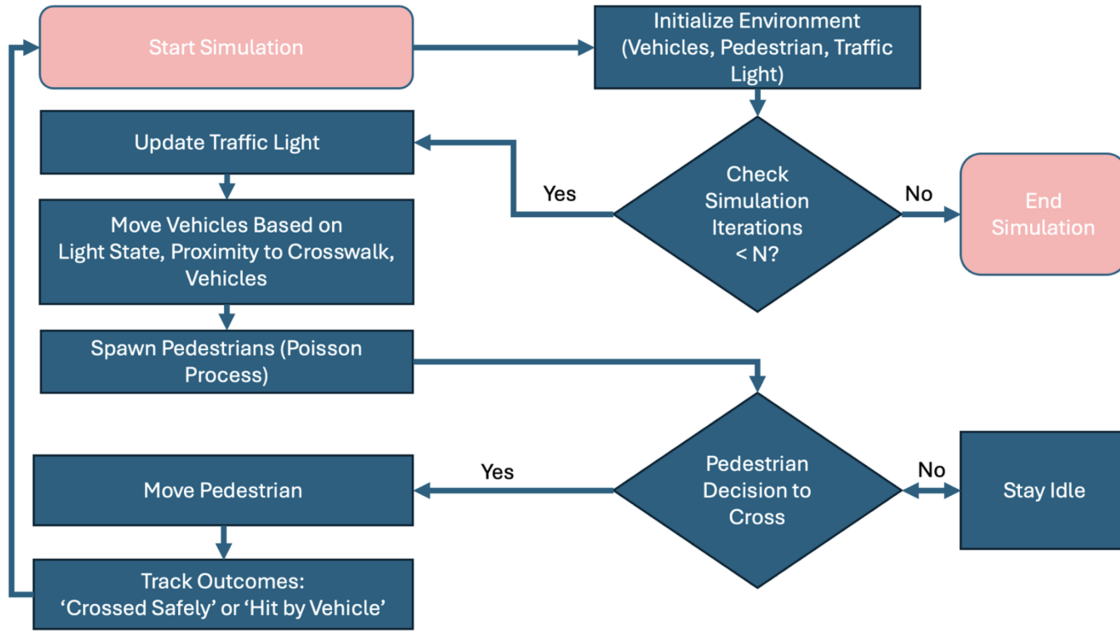 Start Simulation
Initialize Environment
(Vehicles, Pedestrian, Traffic
Light)
Update Traffic Light
Check
Simulation
Iterations
< N?
Yes
No
End
Simulation
Move Vehicles Based on
Light State, Proximity to Crosswalk,
Vehicles
Spawn Pedestrians (Poisson
Process)
Pedestrian
Decision to
Cross
Yes
No
Stay Idle
Move Pedestrian
Track Outcomes:
‘Crossed Safely’ or ‘Hit by Vehicle’